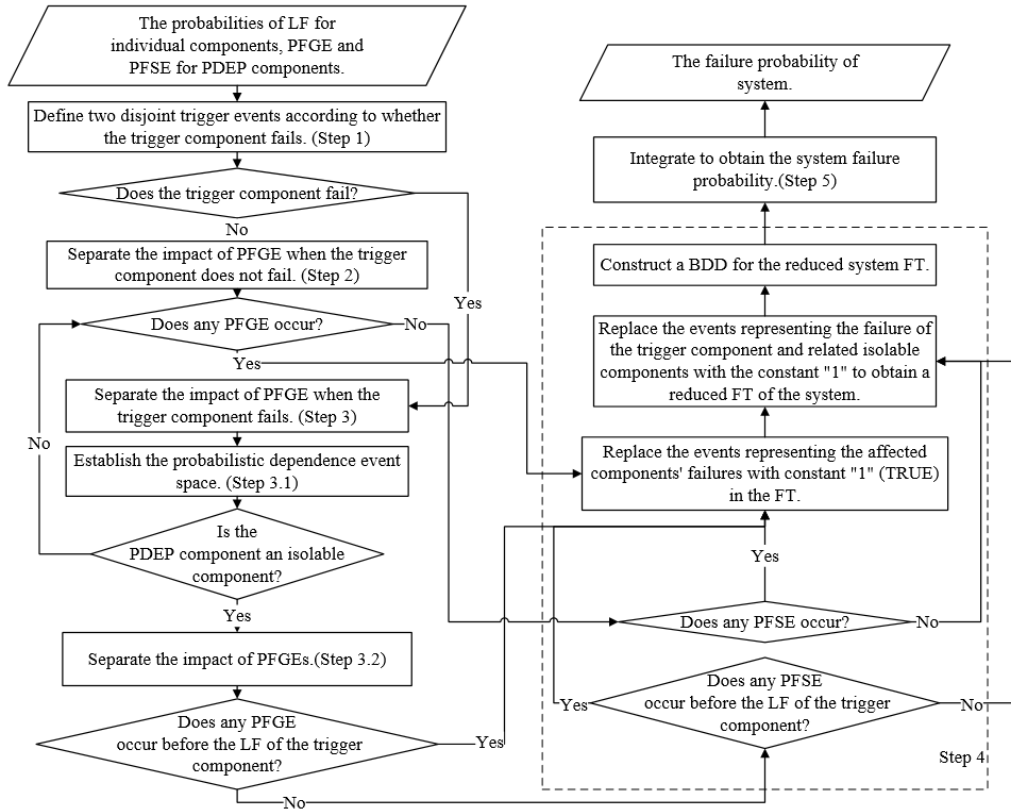 The probabilities of LF for
individual components, PFGE and
PFSE for PDEP components.
Define two disjoint trigger events according to whether
the trigger component fails. (Step 1)
Does the trigger component fail?
No
Yes
Separate the impact of PFGE when the trigger
component does not fail. (Step 2)
Does any PFGE occur?
No
Yes
Separate the impact of PFGE when the
trigger component fails. (Step 3)
Establish the probabilistic dependence event
space. (Step 3.1)
Is the
PDEP component an isolable
component?
No
Yes
Separate the impact of PFGEs.(Step 3.2)
Does any PFGE
occur before the LF of the trigger
component?
Yes
No
The failure probability of
system.
Integrate to obtain the system failure
probability.(Step 5)
Construct a BDD for the reduced system FT.
Replace the events representing the failure of
the trigger component and related isolable
components with the constant "1" to obtain a
reduced FT of the system.
Replace the events representing the affected
components' failures with constant "1" (TRUE)
in the FT.
Yes
Does any PFSE occur?
No
Does any PFSE
occur before the LF of the trigger
component?
Yes
No
Step 4